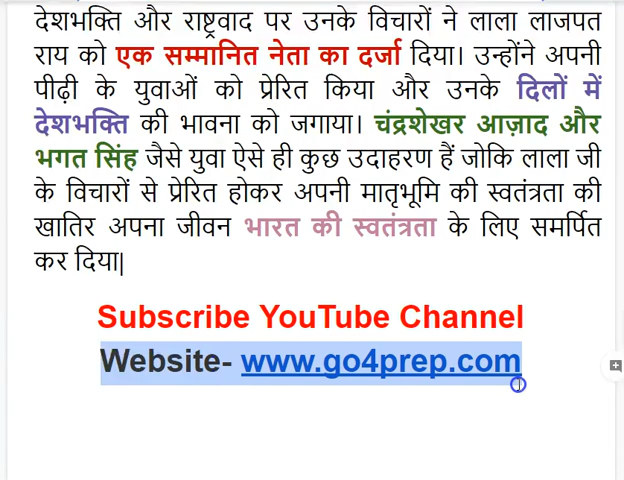 देशभक्ति और राष्ट्रवाद पर उनके विचारों ने लाला लाजपत
राय को एक सम्मानित नेता का दर्जा दिया। उन्होंने अपनी
पीढ़ी के युवाओं को प्रेरित किया और उनके दिलों में
देशभक्ति की भावना को जगाया। चंद्रशेखर आज़ाद और
भगत सिंह जैसे युवा ऐसे ही कुछ उदाहरण हैं जोकि लाला जी
के विचारों से प्रेरित होकर अपनी मातृभूमि की स्वतंत्रता की
खातिर अपना जीवन भारत की स्वतंत्रता के लिए समर्पित
कर दिया|
Subscribe YouTube Channel
Website- www.go4prep.com